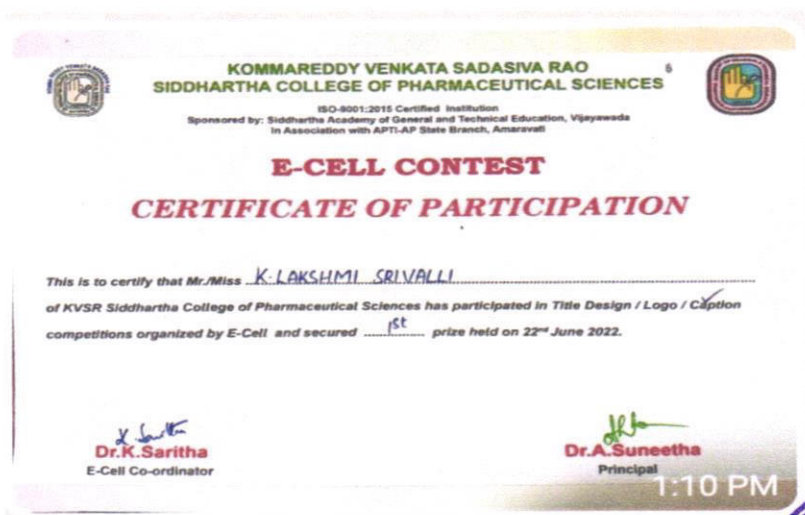 KOMMAREDDY VENKATA SADASIVA RAO
6
SIDDHARTHA COLLEGE OF PHARMACEUTICAL SCIENCES
ISO-9001:2015 Certified Institution
Sponsored by: Siddhartha Academy of General and Technical Education, Vijayawada
In Association with APTI-AP State Branch, Amaravati
E-CELL CONTEST
CERTIFICATE OF PARTICIPATION
This is to certify that Mr./Miss K. LAKSHMI SRIVALLI
of KVSR Siddhartha College of Pharmaceutical Sciences has participated in Title Design / Logo / Caption
competitions organized by E-Cell and secured 1st prize held on 22nd June 2022.
Dr.K.Saritha
E-Cell Co-ordinator
Dr.A.Suneetha
Principal
1:10 PM